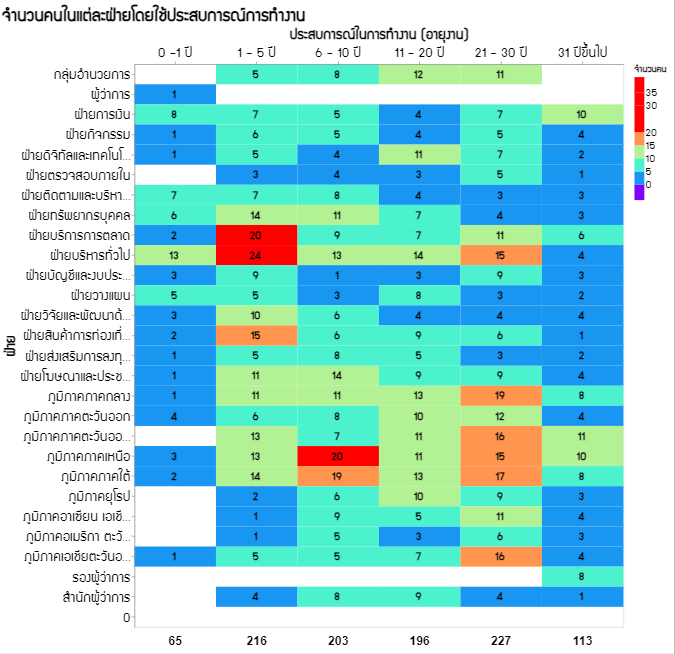 จำนวนคนในแต่ละฝ่ายโดยใช้ประสบการณ์การทำงาน
ประสบการณ์ในการทำงาน (อายุงาน)
0 -1 ปี 1 - 5 ปี 6 - 10 ปี 11 - 20 ปี 21 - 30 ปี 31 ปีขึ้นไป
จำนวนคน
35
30
20
15
10
5
0
ฝ่าย
กลุ่มอำนวยการ 5 8 12 11
ผู้ว่าการ 1
ฝ่ายการเงิน 8 7 5 4 7 10
ฝ่ายกิจกรรม 1 6 5 4 5 4
ฝ่ายดิจิทัลและเทคโนโ... 1 5 4 11 7 2
ฝ่ายตรวจสอบภายใน 3 4 3 5 1
ฝ่ายติดตามและบริหา... 7 7 8 4 3 3
ฝ่ายทรัพยากรบุคคล 6 14 11 7 4 3
ฝ่ายบริการการตลาด 2 20 9 7 11 6
ฝ่ายบริหารทั่วไป 13 24 13 14 15 4
ฝ่ายบัญชีและงบประ... 3 9 1 3 9 3
ฝ่ายวางแผน 5 5 3 8 3 2
ฝ่ายวิจัยและพัฒนาด้... 3 10 6 4 4 4
ฝ่ายสินค้าการท่องเที่... 2 15 6 9 6 1
ฝ่ายส่งเสริมการลงทุ... 1 5 8 5 3 2
ฝ่ายโฆษณาและประช... 1 11 14 9 9 4
ภูมิภาคภาคกลาง 1 11 11 13 19 8
ภูมิภาคภาคตะวันออก 4 6 8 10 12 4
ภูมิภาคภาคตะวันออ... 13 7 11 16 11
ภูมิภาคภาคเหนือ 3 13 20 11 15 10
ภูมิภาคภาคใต้ 2 14 19 13 17 8
ภูมิภาคยุโรป 2 6 10 9 3
ภูมิภาคอาเซียน เอเชี... 1 9 5 11 4
ภูมิภาคอเมริกา ตะวั... 1 5 3 6 3
ภูมิภาคเอเชียตะวันอ... 1 5 5 7 16 4
รองผู้ว่าการ 8
สำนักผู้ว่าการ 4 8 9 4 1
0
65 216 203 196 227 113